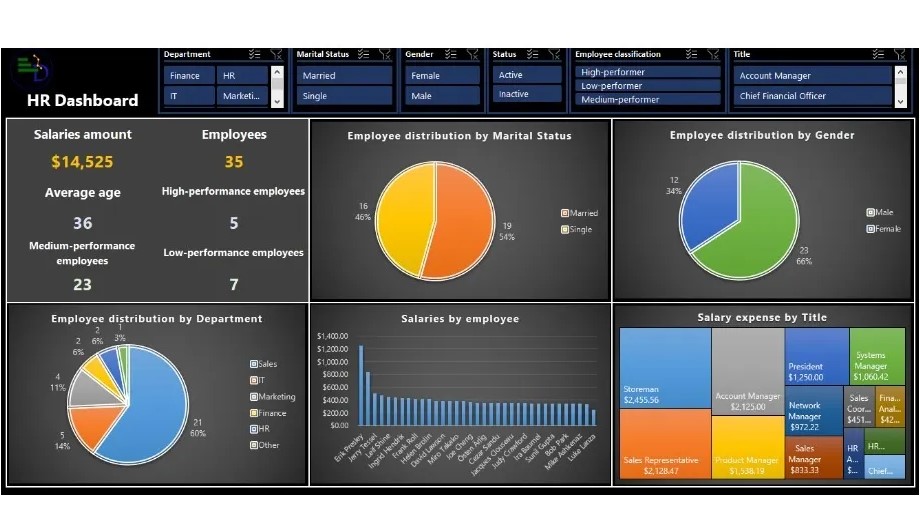 HR Dashboard
Department
Finance
HR
IT
Marketi...
Marital Status
Married
Single
Gender
Female
Male
Status
Active
Inactive
Employee classification
High-performer
Low-performer
Medium-performer
Title
Account Manager
Chief Financial Officer
Salaries amount
$14,525
Employees
35
Average age
36
High-performance employees
5
Medium-performance
employees
23
Low-performance employees
7
Employee distribution by Marital Status
16
46%
19
54%
Married
Single
Employee distribution by Gender
12
34%
23
66%
Male
Female
Employee distribution by Department
1
3%
2
6%
2
6%
4
11%
5
14%
21
60%
Sales
IT
Marketing
Finance
HR
Other
Salaries by employee
$1,400.00
$1,200.00
$1,000.00
$800.00
$600.00
$400.00
$200.00
$0.00
Erik Presley
Jerry Tessel
Leif Shine
Ingrid Hendrix
Frank Roll
Helen Brolin
David Lawson
Miro Takeko
Joe Cheng
Cezar Sandu
Jacques Clouseau
Judy Crawford
Ira Baumel
Sunil Gupta
Bob Park
Mike Ashkenaz
Luke Lanza
Salary expense by Title
Storeman
$2,455.56
Sales Representative
$2,128.47
Account Manager
$2,125.00
Product Manager
$1,538.19
President
$1,250.00
Systems
Manager
$1,060.42
Network
Manager
$972.22
Sales
Manager
$833.33
Sales
Coor...
$451...
Fina...
Anal...
$42...
HR
A...
$...
HR...
Chief...